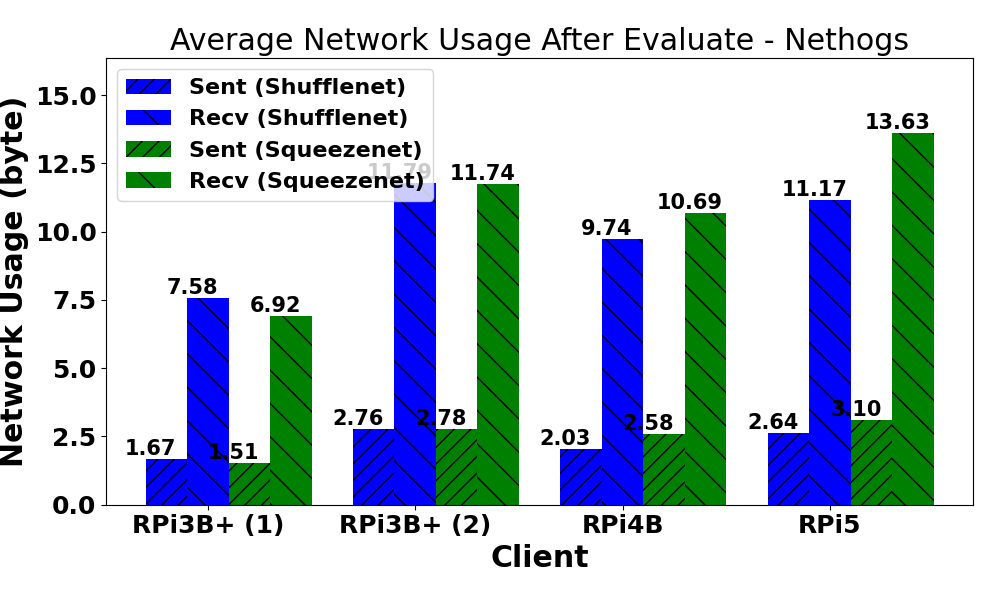 Average Network Usage After Evaluate - Nethogs
Network Usage (byte)
15.0
12.5
10.0
7.5
5.0
2.5
0.0
Sent (Shufflenet)
Recv (Shufflenet)
Sent (Squeezenet)
Recv (Squeezenet)
1.67
7.58
1.51
6.92
2.76
11.79
2.78
11.74
2.03
9.74
2.58
10.69
2.64
11.17
3.10
13.63
RPi3B+ (1)
RPi3B+ (2)
RPi4B
RPi5
Client